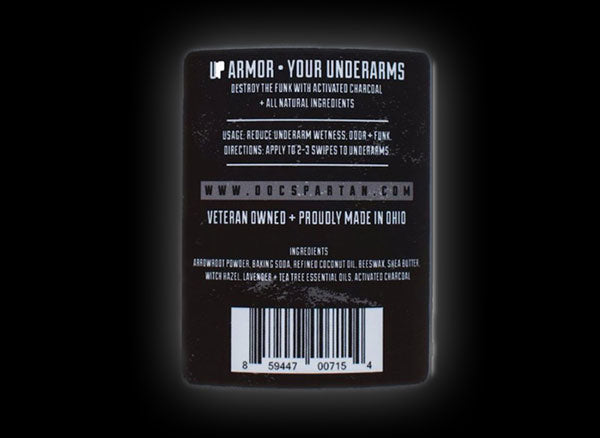 UP ARMOR • YOUR UNDERARMS
DESTROY THE FUNK WITH ACTIVATED CHARCOAL
+ ALL NATURAL INGREDIENTS
USAGE: REDUCE UNDERARM WETNESS, ODOR + FUNK.
DIRECTIONS: APPLY TO 2-3 SWIPES TO UNDERARMS
WWW.DOCSPARTAN.COM
VETERAN OWNED + PROUDLY MADE IN OHIO
INGREDIENTS
ARROWROOT POWDER, BAKING SODA, REFINED COCONUT OIL, BEESWAX, SHEA BUTTER,
WITCH HAZEL, LAVENDER + TEA TREE ESSENTIAL OILS, ACTIVATED CHARCOAL
8 59447 00715 4